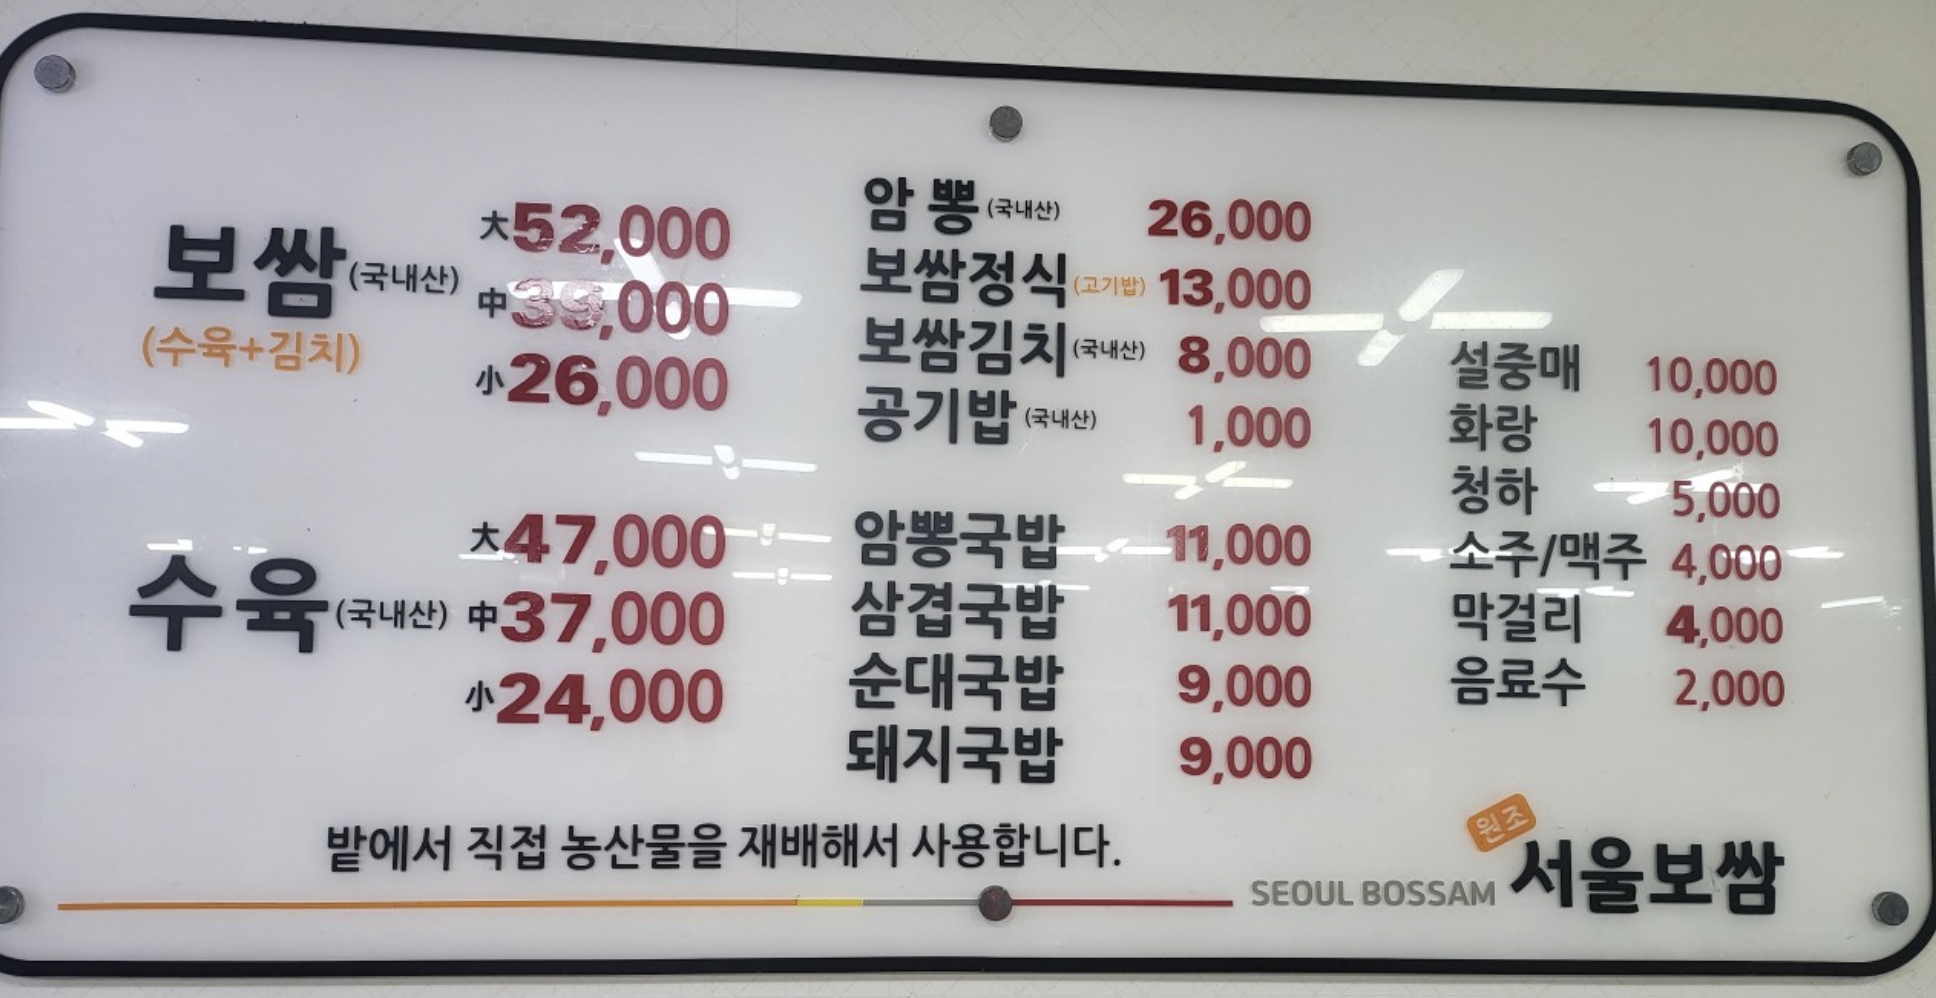 보쌈(국내산)
(수육+김치)
大52,000
中39,000
小26,000
수육(국내산)
大47,000
中37,000
小24,000
암뽕(국내산) 26,000
보쌈정식(고기밥) 13,000
보쌈김치(국내산) 8,000
공기밥(국내산) 1,000
암뽕국밥 11,000
삼겹국밥 11,000
순대국밥 9,000
돼지국밥 9,000
설중매 10,000
화랑 10,000
청하 5,000
소주/맥주 4,000
막걸리 4,000
음료수 2,000
밭에서 직접 농산물을 재배해서 사용합니다.
SEOUL BOSSAM 원조 서울보쌈